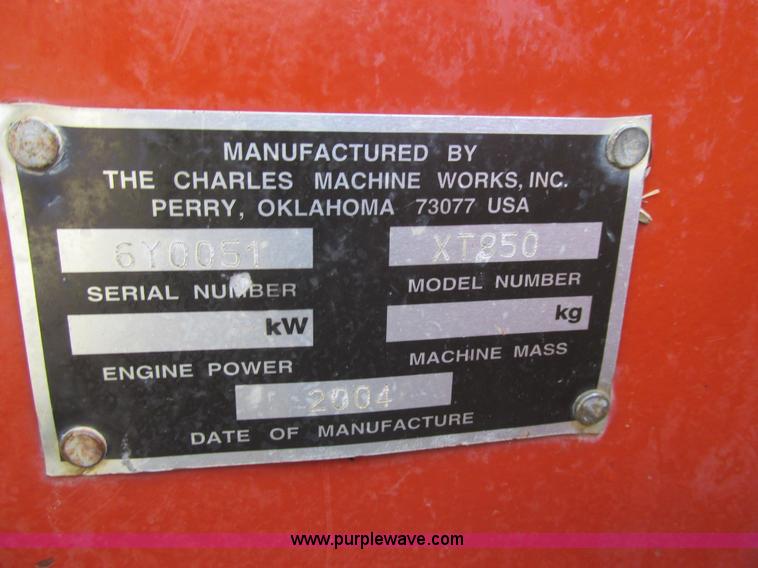 MANUFACTURED BY
THE CHARLES MACHINE WORKS, INC.
PERRY, OKLAHOMA 73077 USA
6Y0051 XT850
SERIAL NUMBER MODEL NUMBER
kW kg
ENGINE POWER MACHINE MASS
2004
DATE OF MANUFACTURE
www.purplewave.com